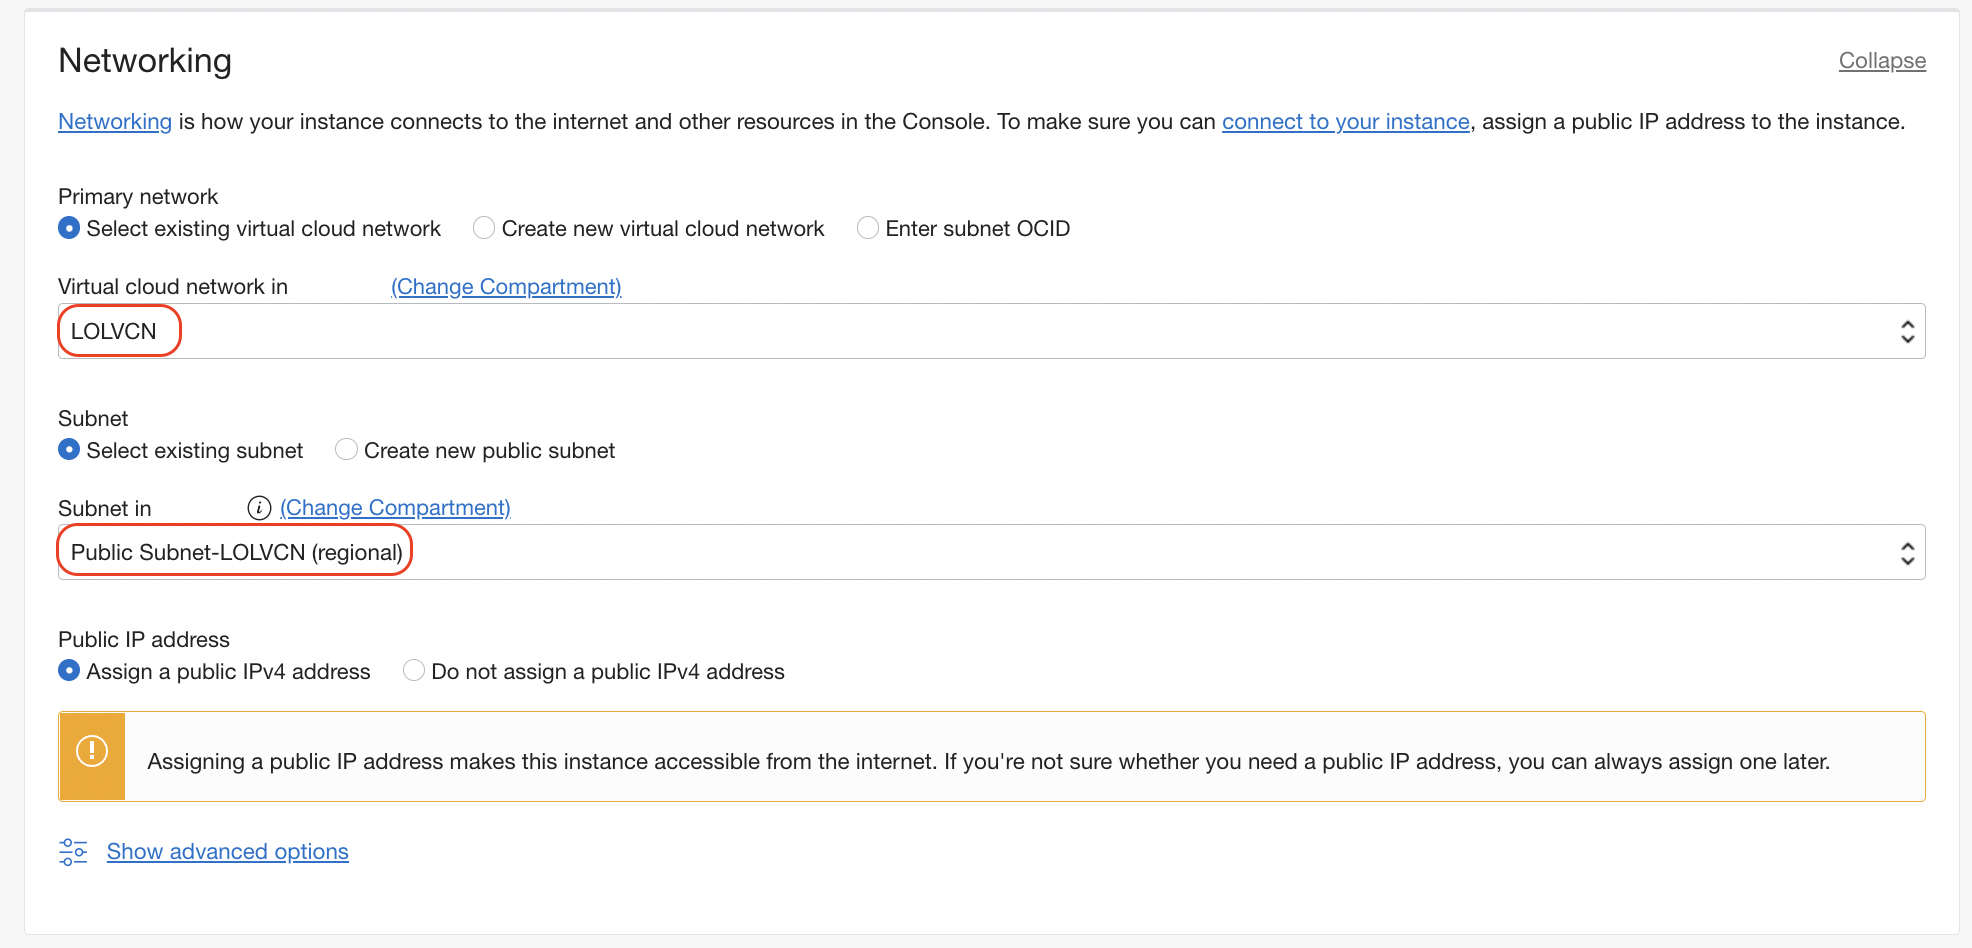 Networking
Collapse
Networking is how your instance connects to the internet and other resources in the Console. To make sure you can connect to your instance, assign a public IP address to the instance.
Primary network
Select existing virtual cloud network Create new virtual cloud network Enter subnet OCID
Virtual cloud network in (Change Compartment)
LOLVCN
Subnet
Select existing subnet Create new public subnet
Subnet in (Change Compartment)
Public Subnet-LOLVCN (regional)
Public IP address
Assign a public IPv4 address Do not assign a public IPv4 address
Assigning a public IP address makes this instance accessible from the internet. If you're not sure whether you need a public IP address, you can always assign one later.
Show advanced options